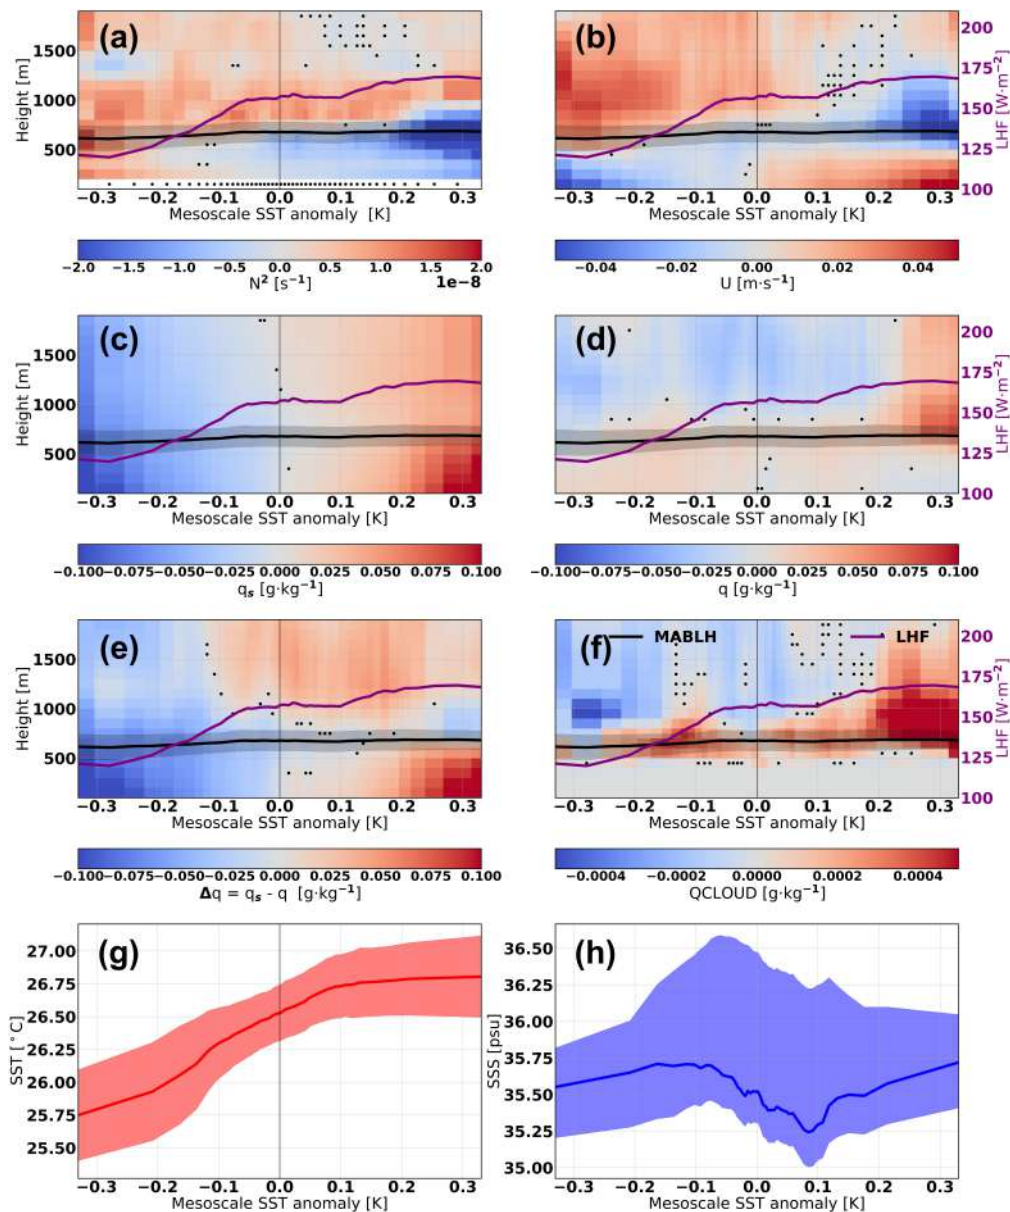 (a)
1500
1000
500
Height [m]
−0.3 −0.2 −0.1 0.0 0.1 0.2 0.3
Mesoscale SST anomaly [K]
−2.0 −1.5 −1.0 −0.5 0.0 0.5 1.0 1.5 2.0
N² [s⁻¹]
1e−8
(b)
200
175
150
125
100
LHF [W·m⁻²]
−0.3 −0.2 −0.1 0.0 0.1 0.2 0.3
Mesoscale SST anomaly [K]
−0.04 −0.02 0.00 0.02 0.04
U [m·s⁻¹]
(c)
1500
1000
500
Height [m]
−0.3 −0.2 −0.1 0.0 0.1 0.2 0.3
Mesoscale SST anomaly [K]
−0.100 −0.075 −0.050 −0.025 0.000 0.025 0.050 0.075 0.100
qₛ [g·kg⁻¹]
(d)
200
175
150
125
100
LHF [W·m⁻²]
−0.3 −0.2 −0.1 0.0 0.1 0.2 0.3
Mesoscale SST anomaly [K]
−0.100 −0.075 −0.050 −0.025 0.000 0.025 0.050 0.075 0.100
q [g·kg⁻¹]
(e)
1500
1000
500
Height [m]
−0.3 −0.2 −0.1 0.0 0.1 0.2 0.3
Mesoscale SST anomaly [K]
−0.100 −0.075 −0.050 −0.025 0.000 0.025 0.050 0.075 0.100
Δq = qₛ - q [g·kg⁻¹]
(f)
MABLH
LHF
200
175
150
125
100
LHF [W·m⁻²]
−0.3 −0.2 −0.1 0.0 0.1 0.2 0.3
Mesoscale SST anomaly [K]
−0.0004 −0.0002 0.0000 0.0002 0.0004
QCLOUD [g·kg⁻¹]
(g)
27.00
26.75
26.50
26.25
26.00
25.75
25.50
SST [°C]
−0.3 −0.2 −0.1 0.0 0.1 0.2 0.3
Mesoscale SST anomaly [K]
(h)
36.50
36.25
36.00
35.75
35.50
35.25
35.00
SSS [psu]
−0.3 −0.2 −0.1 0.0 0.1 0.2 0.3
Mesoscale SST anomaly [K]